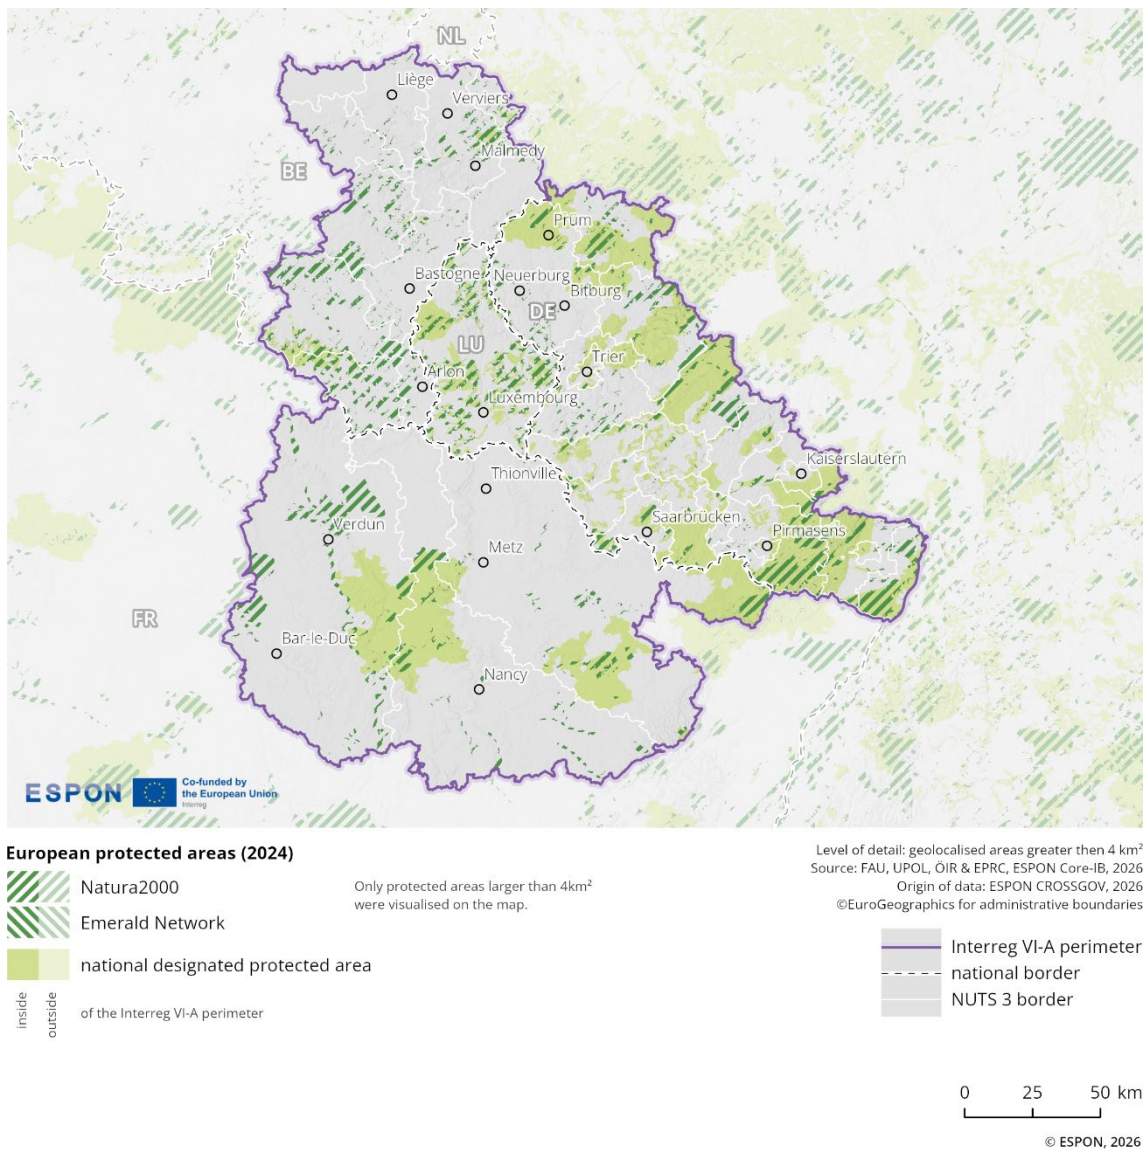 NL
Liège
Verviers
Malmedy
BE
Prüm
Bastogne
Neuerburg
Bitburg
DE
LU
Trier
Arlon
Luxembourg
Kaiserslautern
Thionville
Saarbrücken
Pirmasens
Verdun
Metz
FR
Bar-le-Duc
Nancy
ESPON
Co-funded by
the European Union
Interreg
European protected areas (2024)
Natura2000
Emerald Network
national designated protected area
inside
outside
of the Interreg VI-A perimeter
Only protected areas larger than 4km²
were visualised on the map.
Level of detail: geolocalised areas greater then 4 km²
Source: FAU, UPOL, ÖIR & EPRC, ESPON Core-IB, 2026
Origin of data: ESPON CROSSGOV, 2026
©EuroGeographics for administrative boundaries
Interreg VI-A perimeter
national border
NUTS 3 border
0 25 50 km
© ESPON, 2026